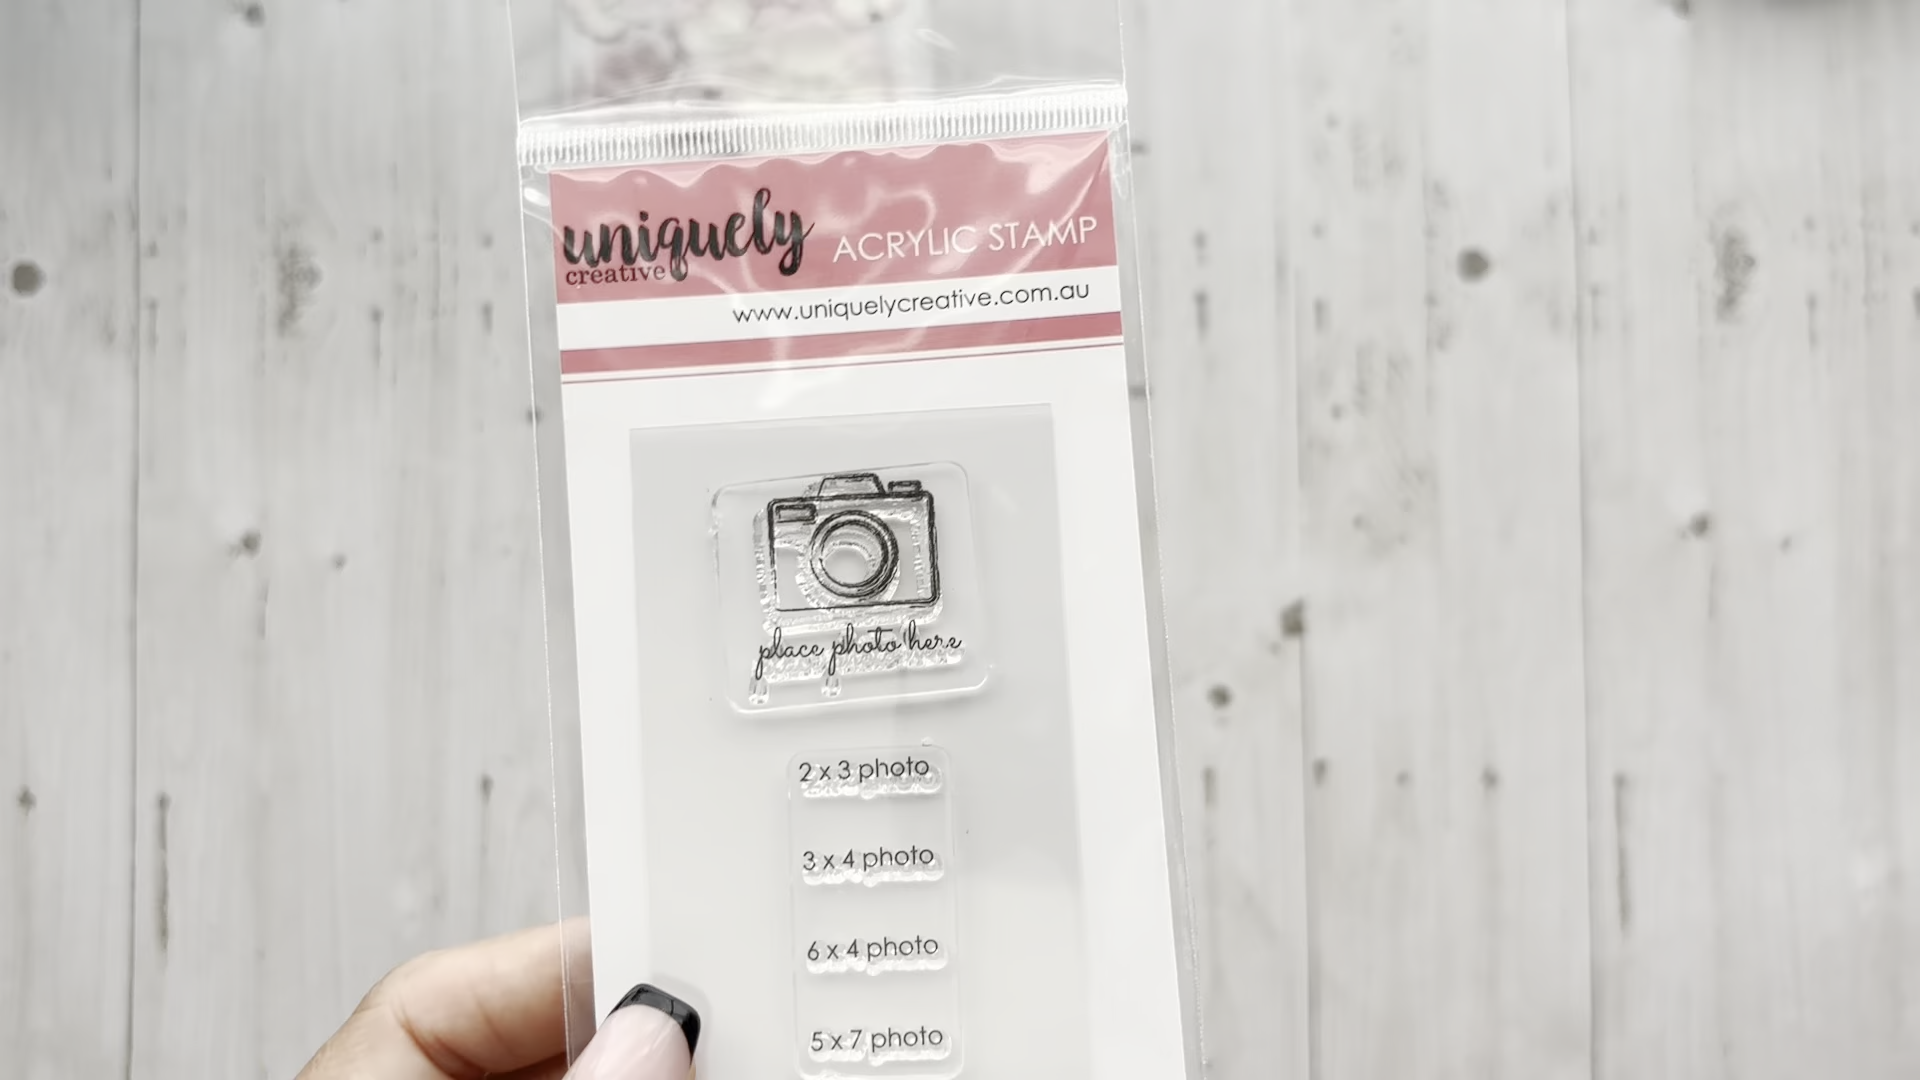 uniquely
creative
ACRYLIC STAMP
www.uniquelycreative.com.au
place photo here
2 x 3 photo
3 x 4 photo
6 x 4 photo
5 x 7 photo